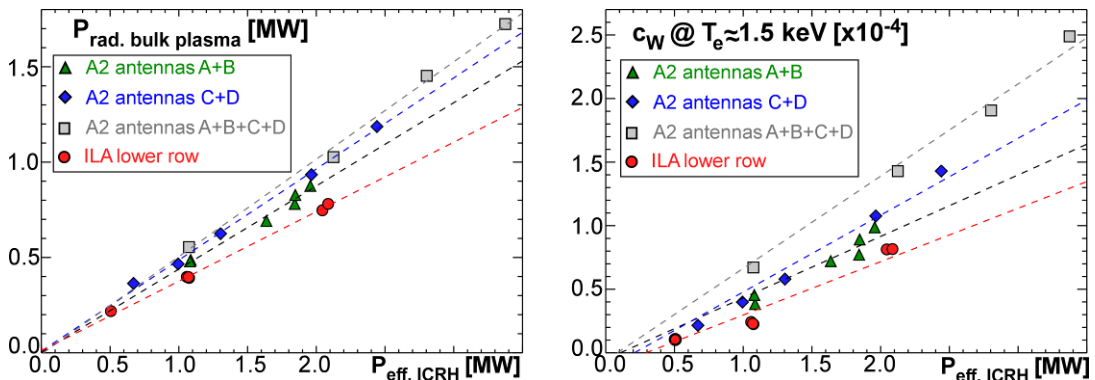 P rad. bulk plasma [MW]
1.5
A2 antennas A+B
A2 antennas C+D
A2 antennas A+B+C+D
ILA lower row
1.0
0.5
0.0
0.0 0.5 1.0 1.5 2.0 [MW]
P eff. ICRH
c W @ T e≈1.5 keV [x10-4]
2.5
2.0
A2 antennas A+B
A2 antennas C+D
A2 antennas A+B+C+D
ILA lower row
1.5
1.0
0.5
0.0
0.0 0.5 1.0 1.5 2.0 [MW]
P eff. ICRH